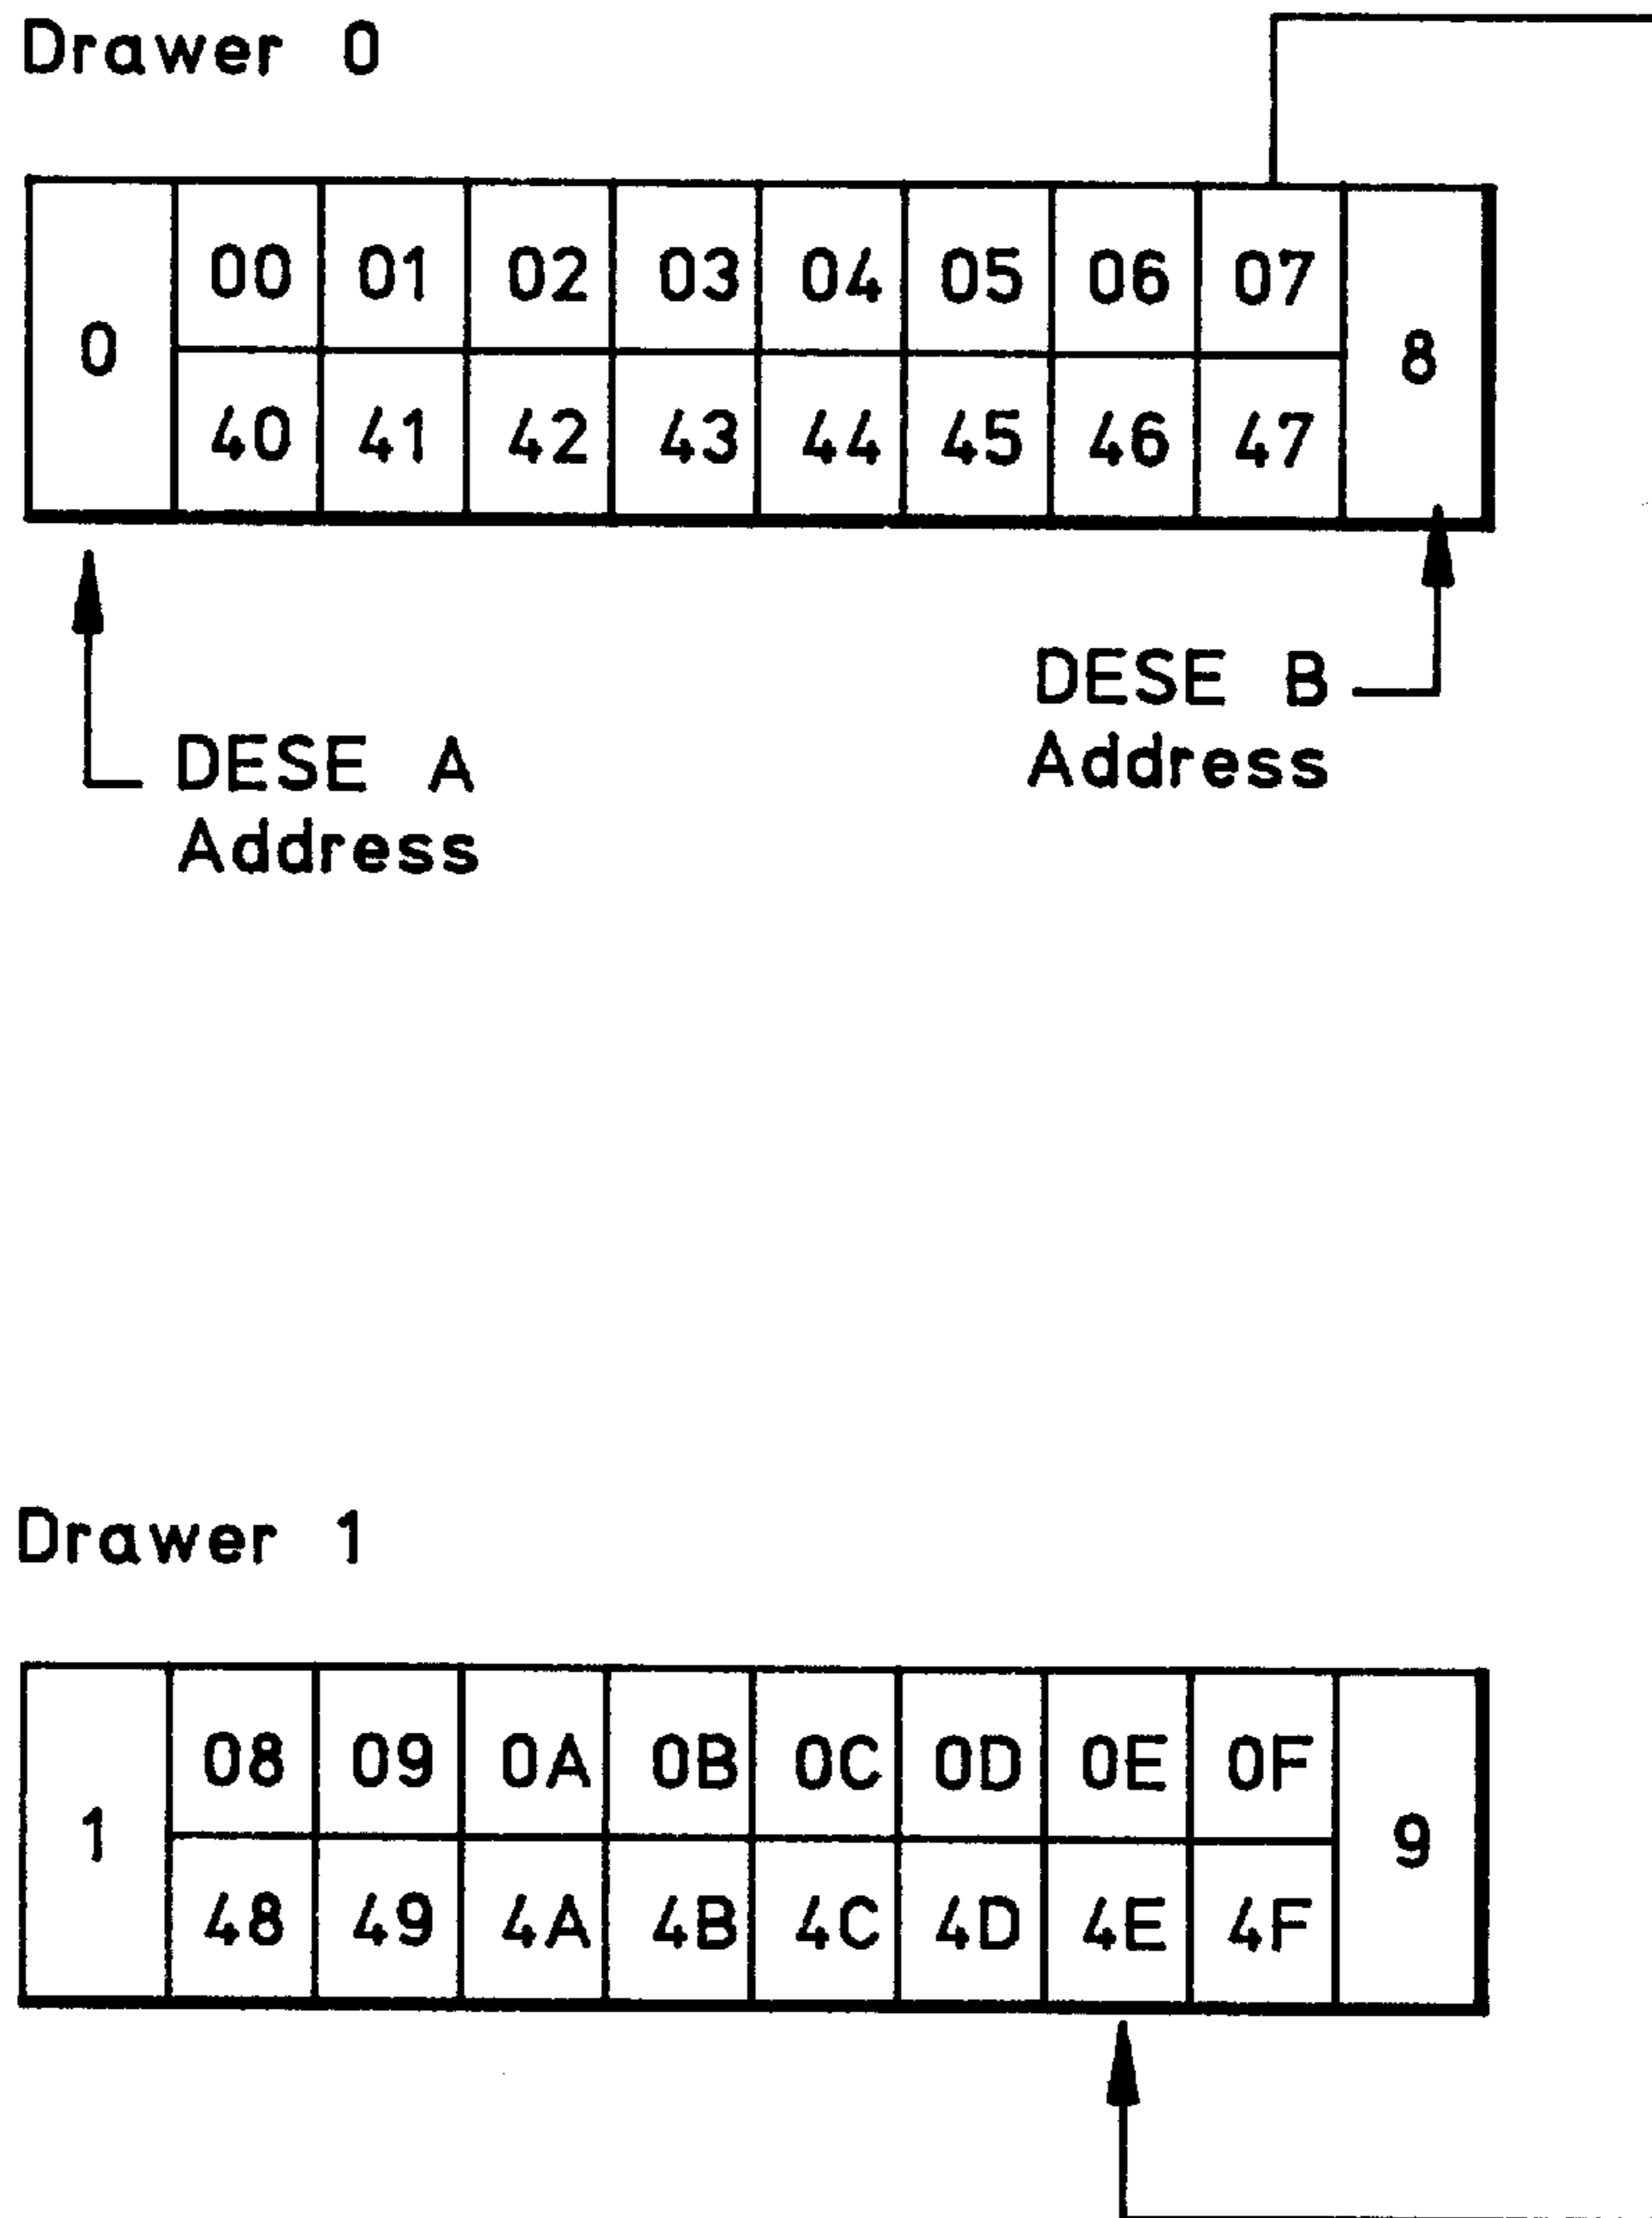 Drawer 0
00 01 02 03 04 05 06 07
0 8
40 41 42 43 44 45 46 47
DESE B
Address
DESE A
Address
Drawer 1
08 09 0A 0B 0C 0D 0E 0F
1 9
48 49 4A 4B 4C 4D 4E 4F